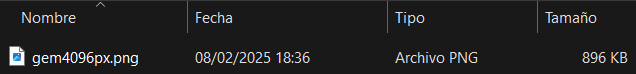 Nombre Fecha Tipo Tamaño
gem4096px.png 08/02/2025 18:36 Archivo PNG 896 KB